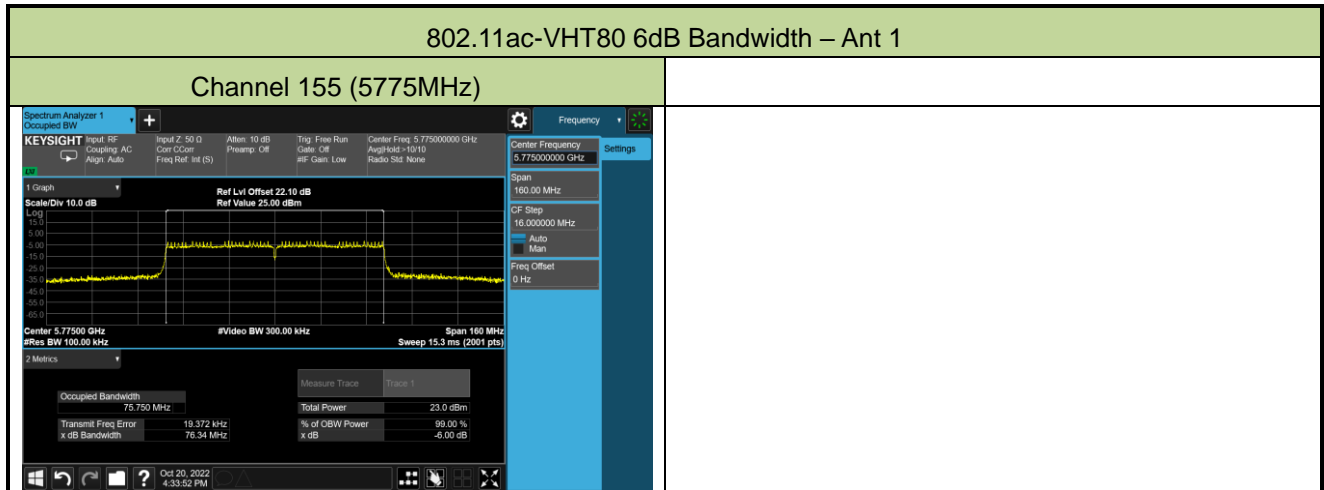 802.11ac-VHT80 6dB Bandwidth – Ant 1
Channel 155 (5775MHz)
Spectrum Analyzer 1
Occupied BW
+
Frequency
KEYSIGHT
Input: RF
Coupling: AC
Align: Auto
Input Z: 50 Ω
Corr CCorr
Freq Ref: Int (S)
Atten: 10 dB
Preamp: Off
Trig: Free Run
Gate: Off
#IF Gain: Low
Center Freq: 5.775000000 GHz
Avg|Hold:>10/10
Radio Std: None
LXI
Center Frequency
5.775000000 GHz
Settings
Span
160.00 MHz
CF Step
16.000000 MHz
Auto
Man
Freq Offset
0 Hz
1 Graph
Scale/Div 10.0 dB
Ref Lvl Offset 22.10 dB
Ref Value 25.00 dBm
Log
15.0
5.00
-5.00
-15.0
-25.0
-35.0
-45.0
-55.0
-65.0
Center 5.77500 GHz
#Video BW 300.00 kHz
Span 160 MHz
#Res BW 100.00 kHz
Sweep 15.3 ms (2001 pts)
2 Metrics
Measure Trace Trace 1
Occupied Bandwidth
75.750 MHz
Total Power 23.0 dBm
Transmit Freq Error 19.372 kHz
% of OBW Power 99.00 %
x dB Bandwidth 76.34 MHz
x dB -6.00 dB
?
Oct 20, 2022
4:33:52 PM